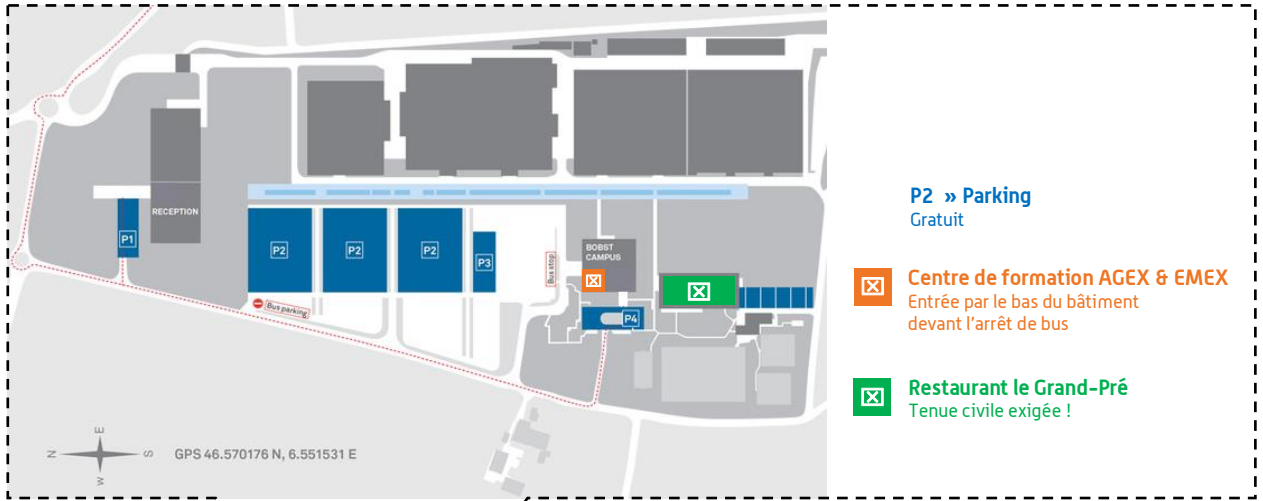 RECEPTION
P1
P2
P2
P2
P3
Bus stop
Bus parking
BOBST
CAMPUS
P4
E
N
S
W
GPS 46.570176 N, 6.551531 E
P2 » Parking
Gratuit
Centre de formation AGEX & EMEX
Entrée par le bas du bâtiment
devant l'arrêt de bus
Restaurant le Grand-Pré
Tenue civile exigée !